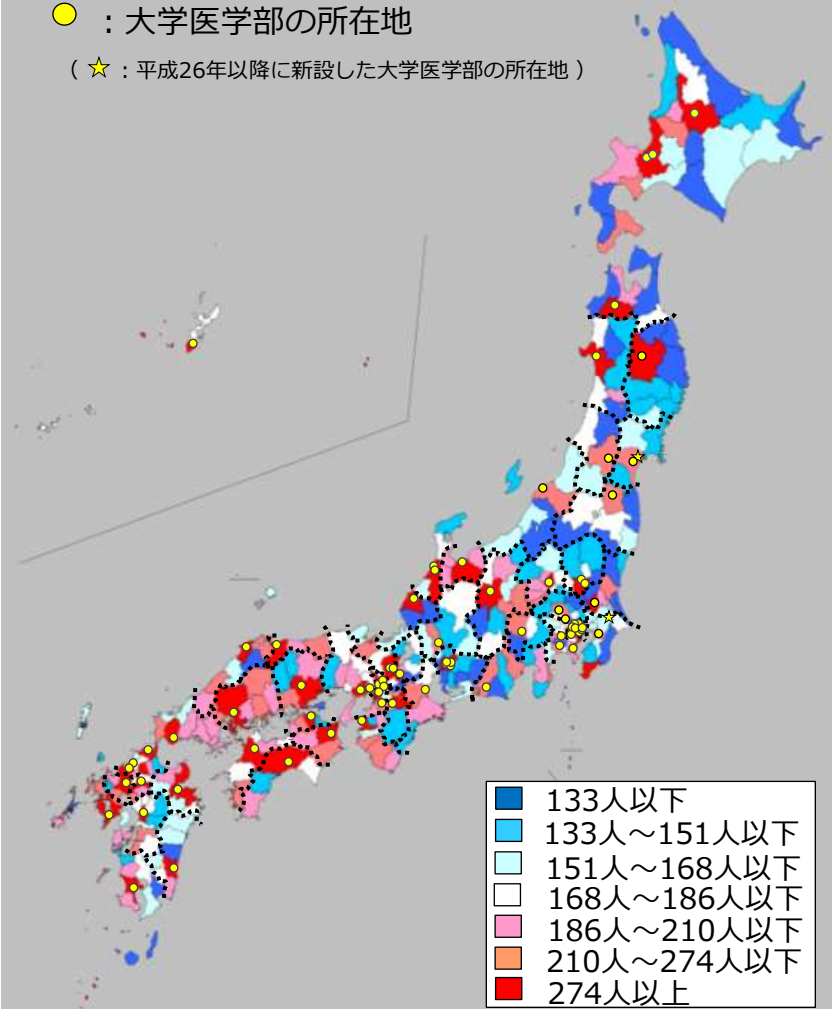 ：大学医学部の所在地
（ ☆ ：平成26年以降に新設した大学医学部の所在地 ）
133人以下
133人～151人以下
151人～168人以下
168人～186人以下
186人～210人以下
210人～274人以下
274人以上